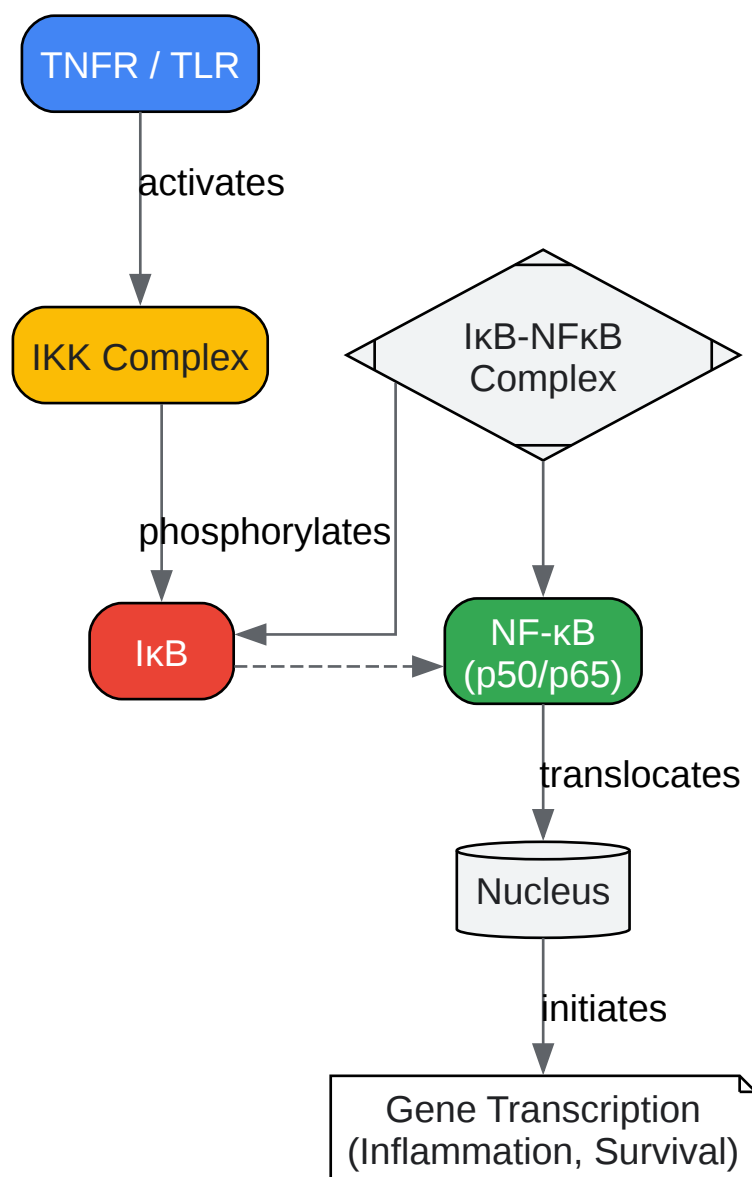 TNFR / TLR
activates
IKK Complex
IκB-NFκB
Complex
phosphorylates
IκB
NF-κB
(p50/p65)
translocates
Nucleus
initiates
Gene Transcription
(Inflammation, Survival)